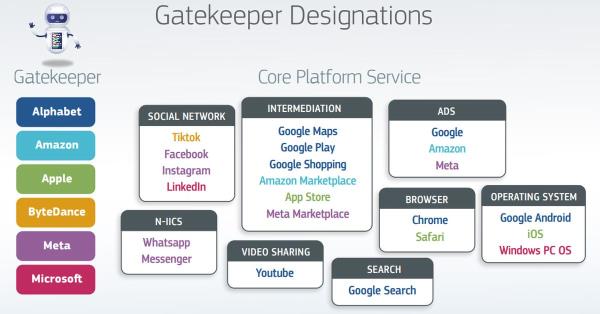 Gatekeeper Designations
Gatekeeper
Core Platform Service
Alphabet
Amazon
Apple
ByteDance
Meta
Microsoft
SOCIAL NETWORK
Tiktok
Facebook
Instagram
LinkedIn
N-IICS
Whatsapp
Messenger
INTERMEDIATION
Google Maps
Google Play
Google Shopping
Amazon Marketplace
App Store
Meta Marketplace
VIDEO SHARING
Youtube
ADS
Google
Amazon
Meta
BROWSER
Chrome
Safari
OPERATING SYSTEM
Google Android
iOS
Windows PC OS
SEARCH
Google Search